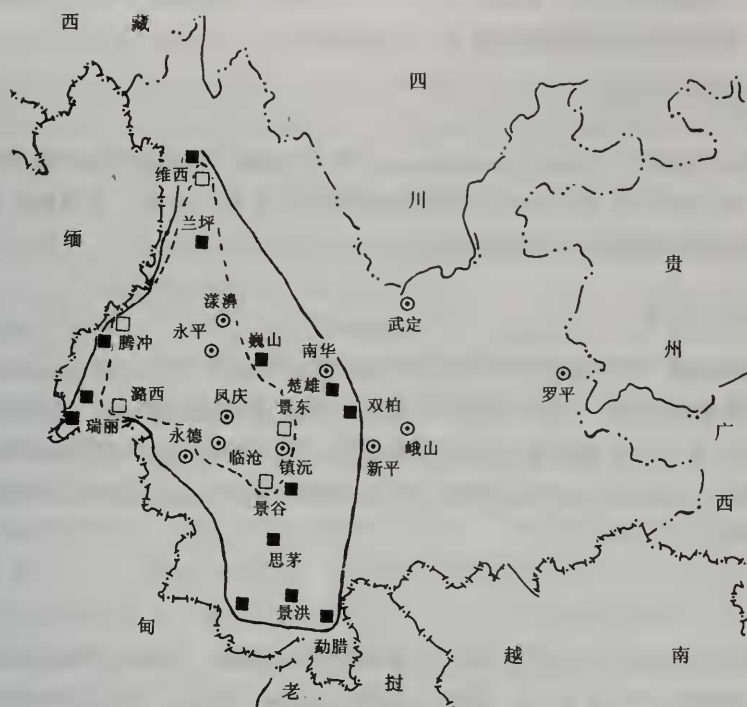 西 藏
四
川
维西
兰坪
缅
贵
州
漾濞
武定
腾冲
永平
巍山
南华
罗平
楚雄
潞西
凤庆
景东
双柏
广
瑞丽
永德
临沧
镇沅
新平
峨山
西
景谷
思茅
甸
景洪
勐腊
越
南
老
挝